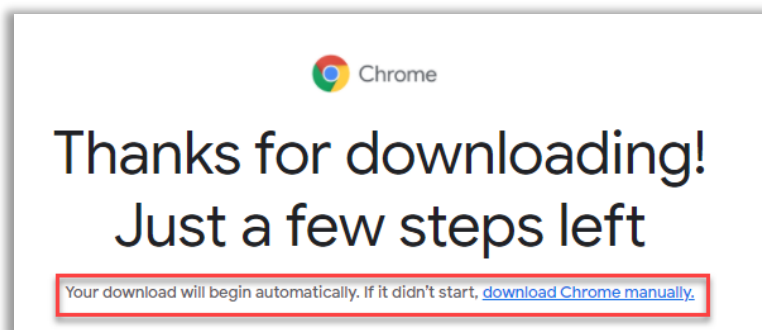 Chrome
Thanks for downloading!
Just a few steps left
Your download will begin automatically. If it didn't start, download Chrome manually.